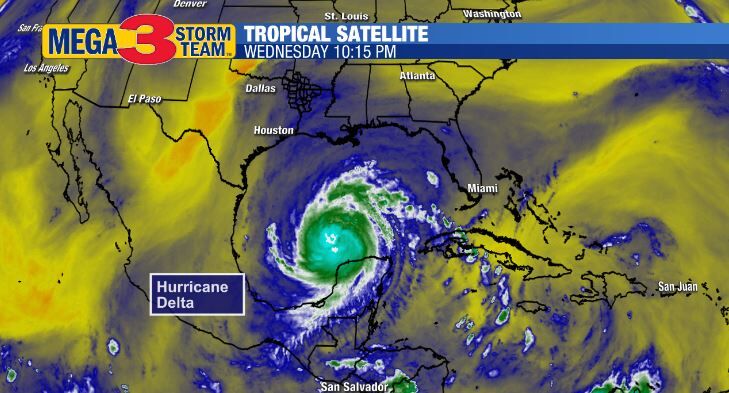 Denver
St. Louis
Washington
San Fra
MEGA 3 STORM TEAM
TROPICAL SATELLITE
WEDNESDAY 10:15 PM
Los Angeles
Atlanta
Dallas
El Paso
Houston
Miami
Hurricane
Delta
San Juan
San Salvador